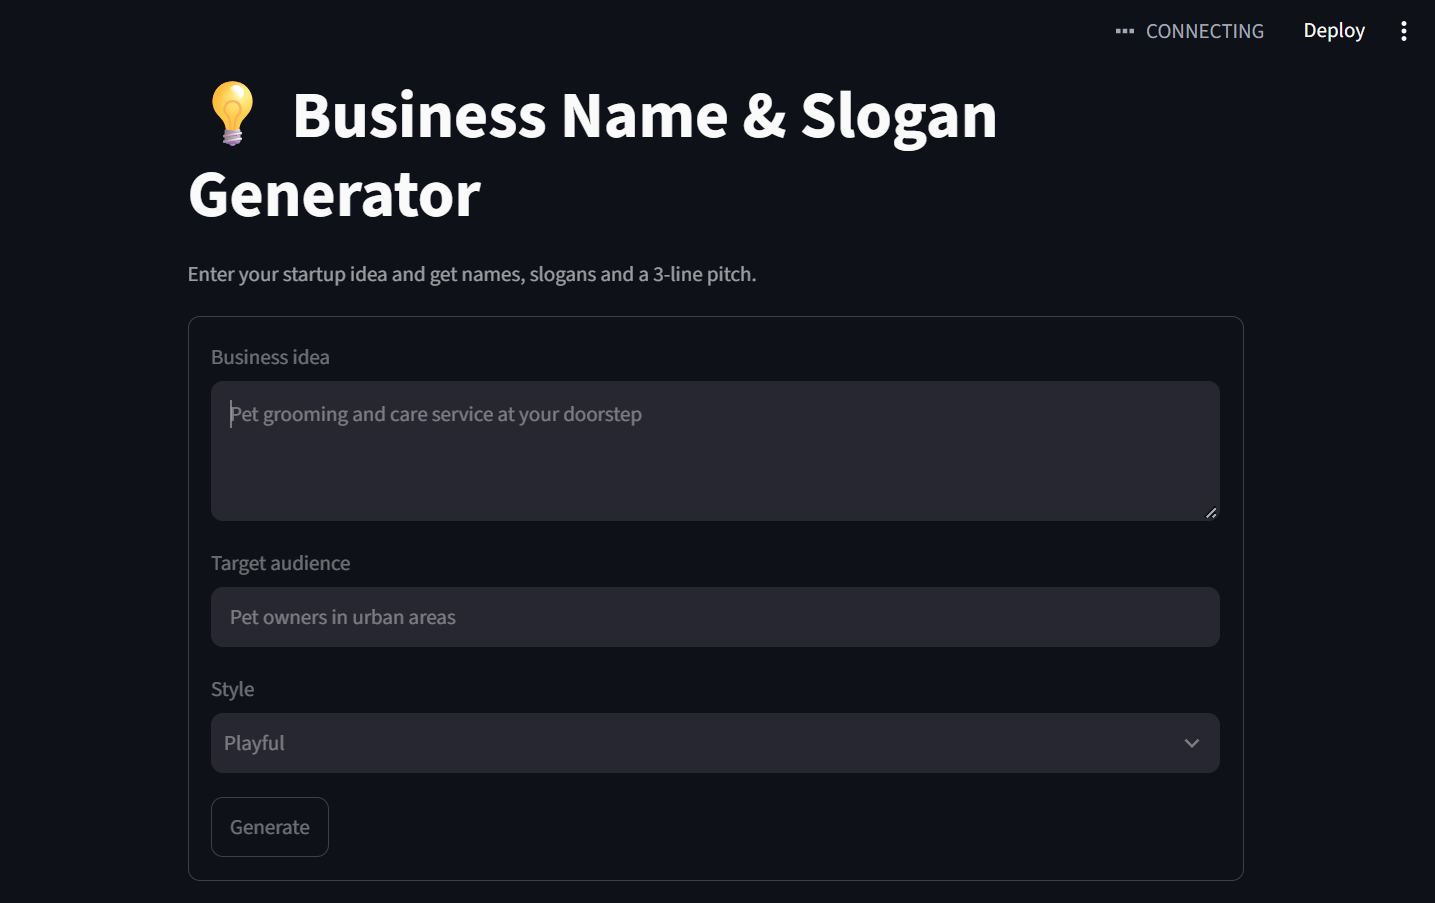 CONNECTING Deploy
Business Name & Slogan
Generator
Enter your startup idea and get names, slogans and a 3-line pitch.
Business idea
Pet grooming and care service at your doorstep
Target audience
Pet owners in urban areas
Style
Playful
Generate